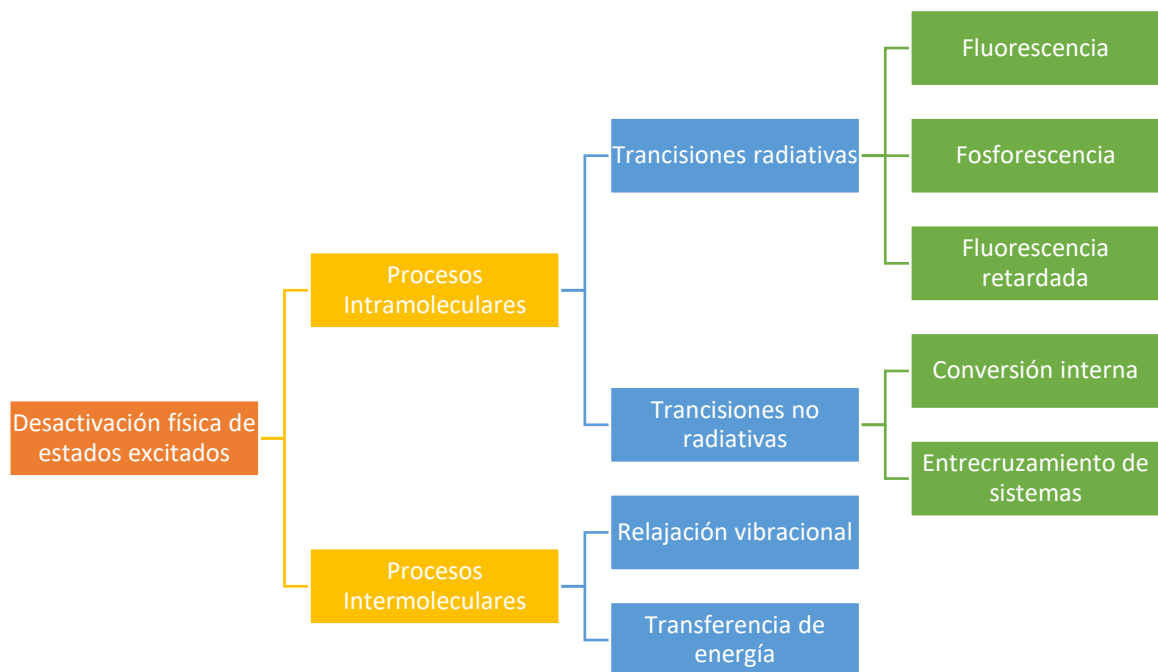 Desactivación física de
estados excitados
Procesos
Intramoleculares
Trancisiones radiativas
Fluorescencia
Fosforescencia
Fluorescencia
retardada
Trancisiones no
radiativas
Conversión interna
Entrecruzamiento de
sistemas
Procesos
Intermoleculares
Relajación vibracional
Transferencia de
energía